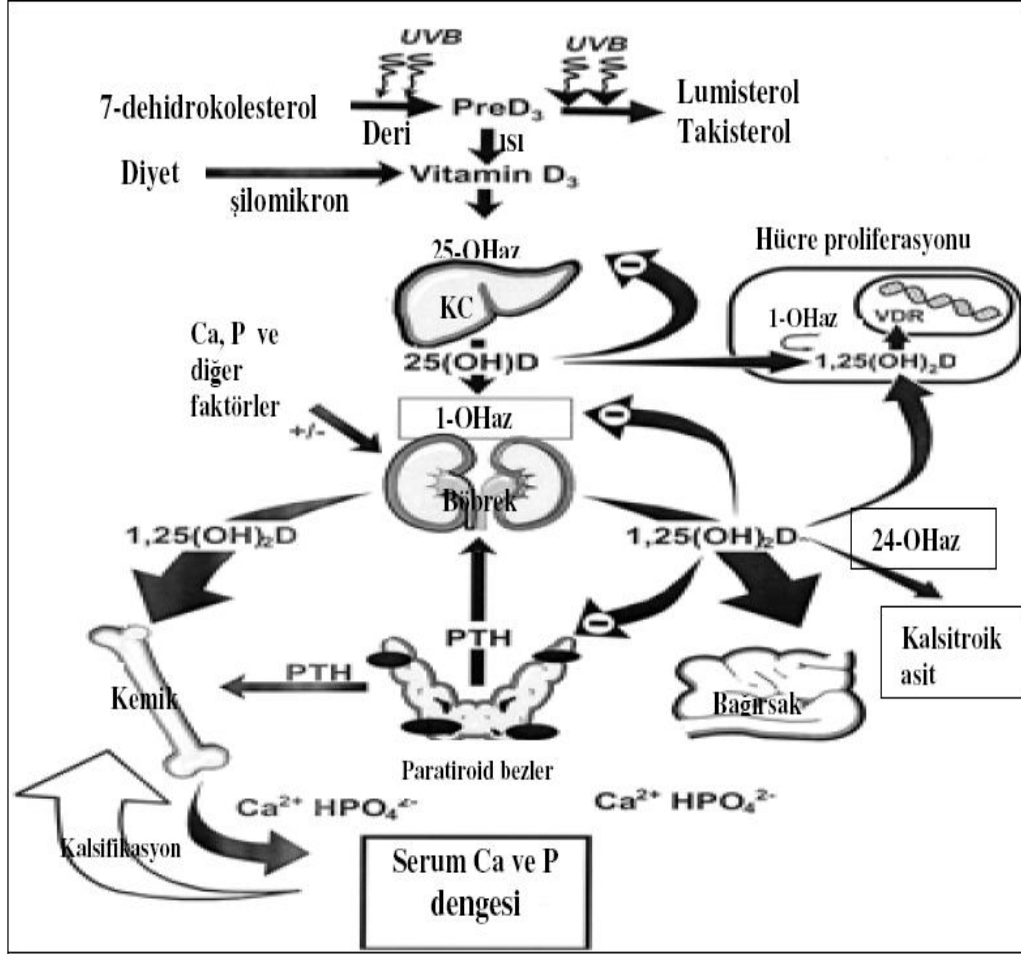 UVB
UVB
7-dehidrokolesterol
Deri
PreD₃
Lumisterol
Takisterol
ISI
Diyet
şilomikron
Vitamin D₃
25-OHaz
KC
Hücre proliferasyonu
1-OHaz
VDR
1,25(OH)₂D
Ca, P ve
diğer
faktörler
+/-
25(OH)D
1-OHaz
Böbrek
1,25(OH)₂D
1,25(OH)₂D
24-OHaz
Kalsitroik
asit
PTH
PTH
Kemik
Bağırsak
Paratiroid bezler
Ca²⁺ HPO₄²⁻
Ca²⁺ HPO₄²⁻
Kalsifikasyon
Serum Ca ve P
dengesi